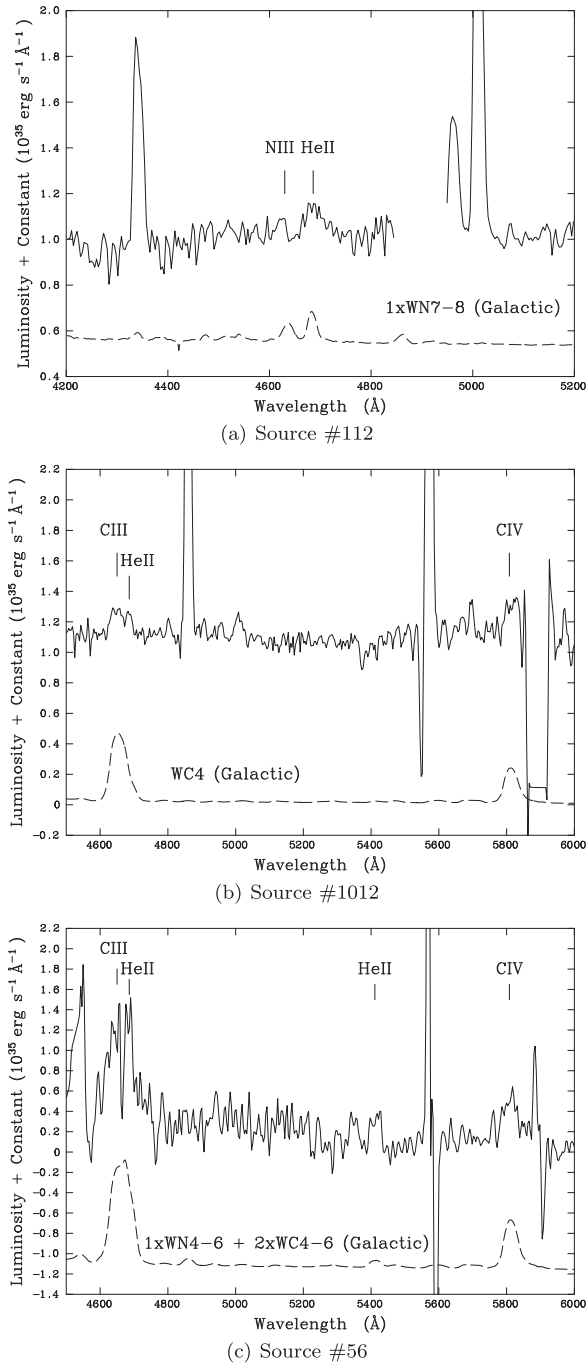 Luminosity + Constant (10³⁵ erg s⁻¹ Å⁻¹)
2.0
1.8
1.6
1.4
1.2
1.0
0.8
0.6
0.4
NIII HeII
1xWN7-8 (Galactic)
4200 4400 4600 4800 5000 5200
Wavelength (Å)
(a) Source #112
Luminosity + Constant (10³⁵ erg s⁻¹ Å⁻¹)
2.2
2.0
1.8
1.6
1.4
1.2
1.0
0.8
0.6
0.4
0.2
0
-0.2
CIII
HeII
CIV
WC4 (Galactic)
4600 4800 5000 5200 5400 5600 5800 6000
Wavelength (Å)
(b) Source #1012
Luminosity + Constant (10³⁵ erg s⁻¹ Å⁻¹)
2.2
2.0
1.8
1.6
1.4
1.2
1.0
0.8
0.6
0.4
0.2
0
-0.2
-0.4
-0.6
-0.8
-1.0
-1.2
-1.4
CIII
HeII
HeII
CIV
1xWN4-6 + 2xWC4-6 (Galactic)
4600 4800 5000 5200 5400 5600 5800 6000
Wavelength (Å)
(c) Source #56